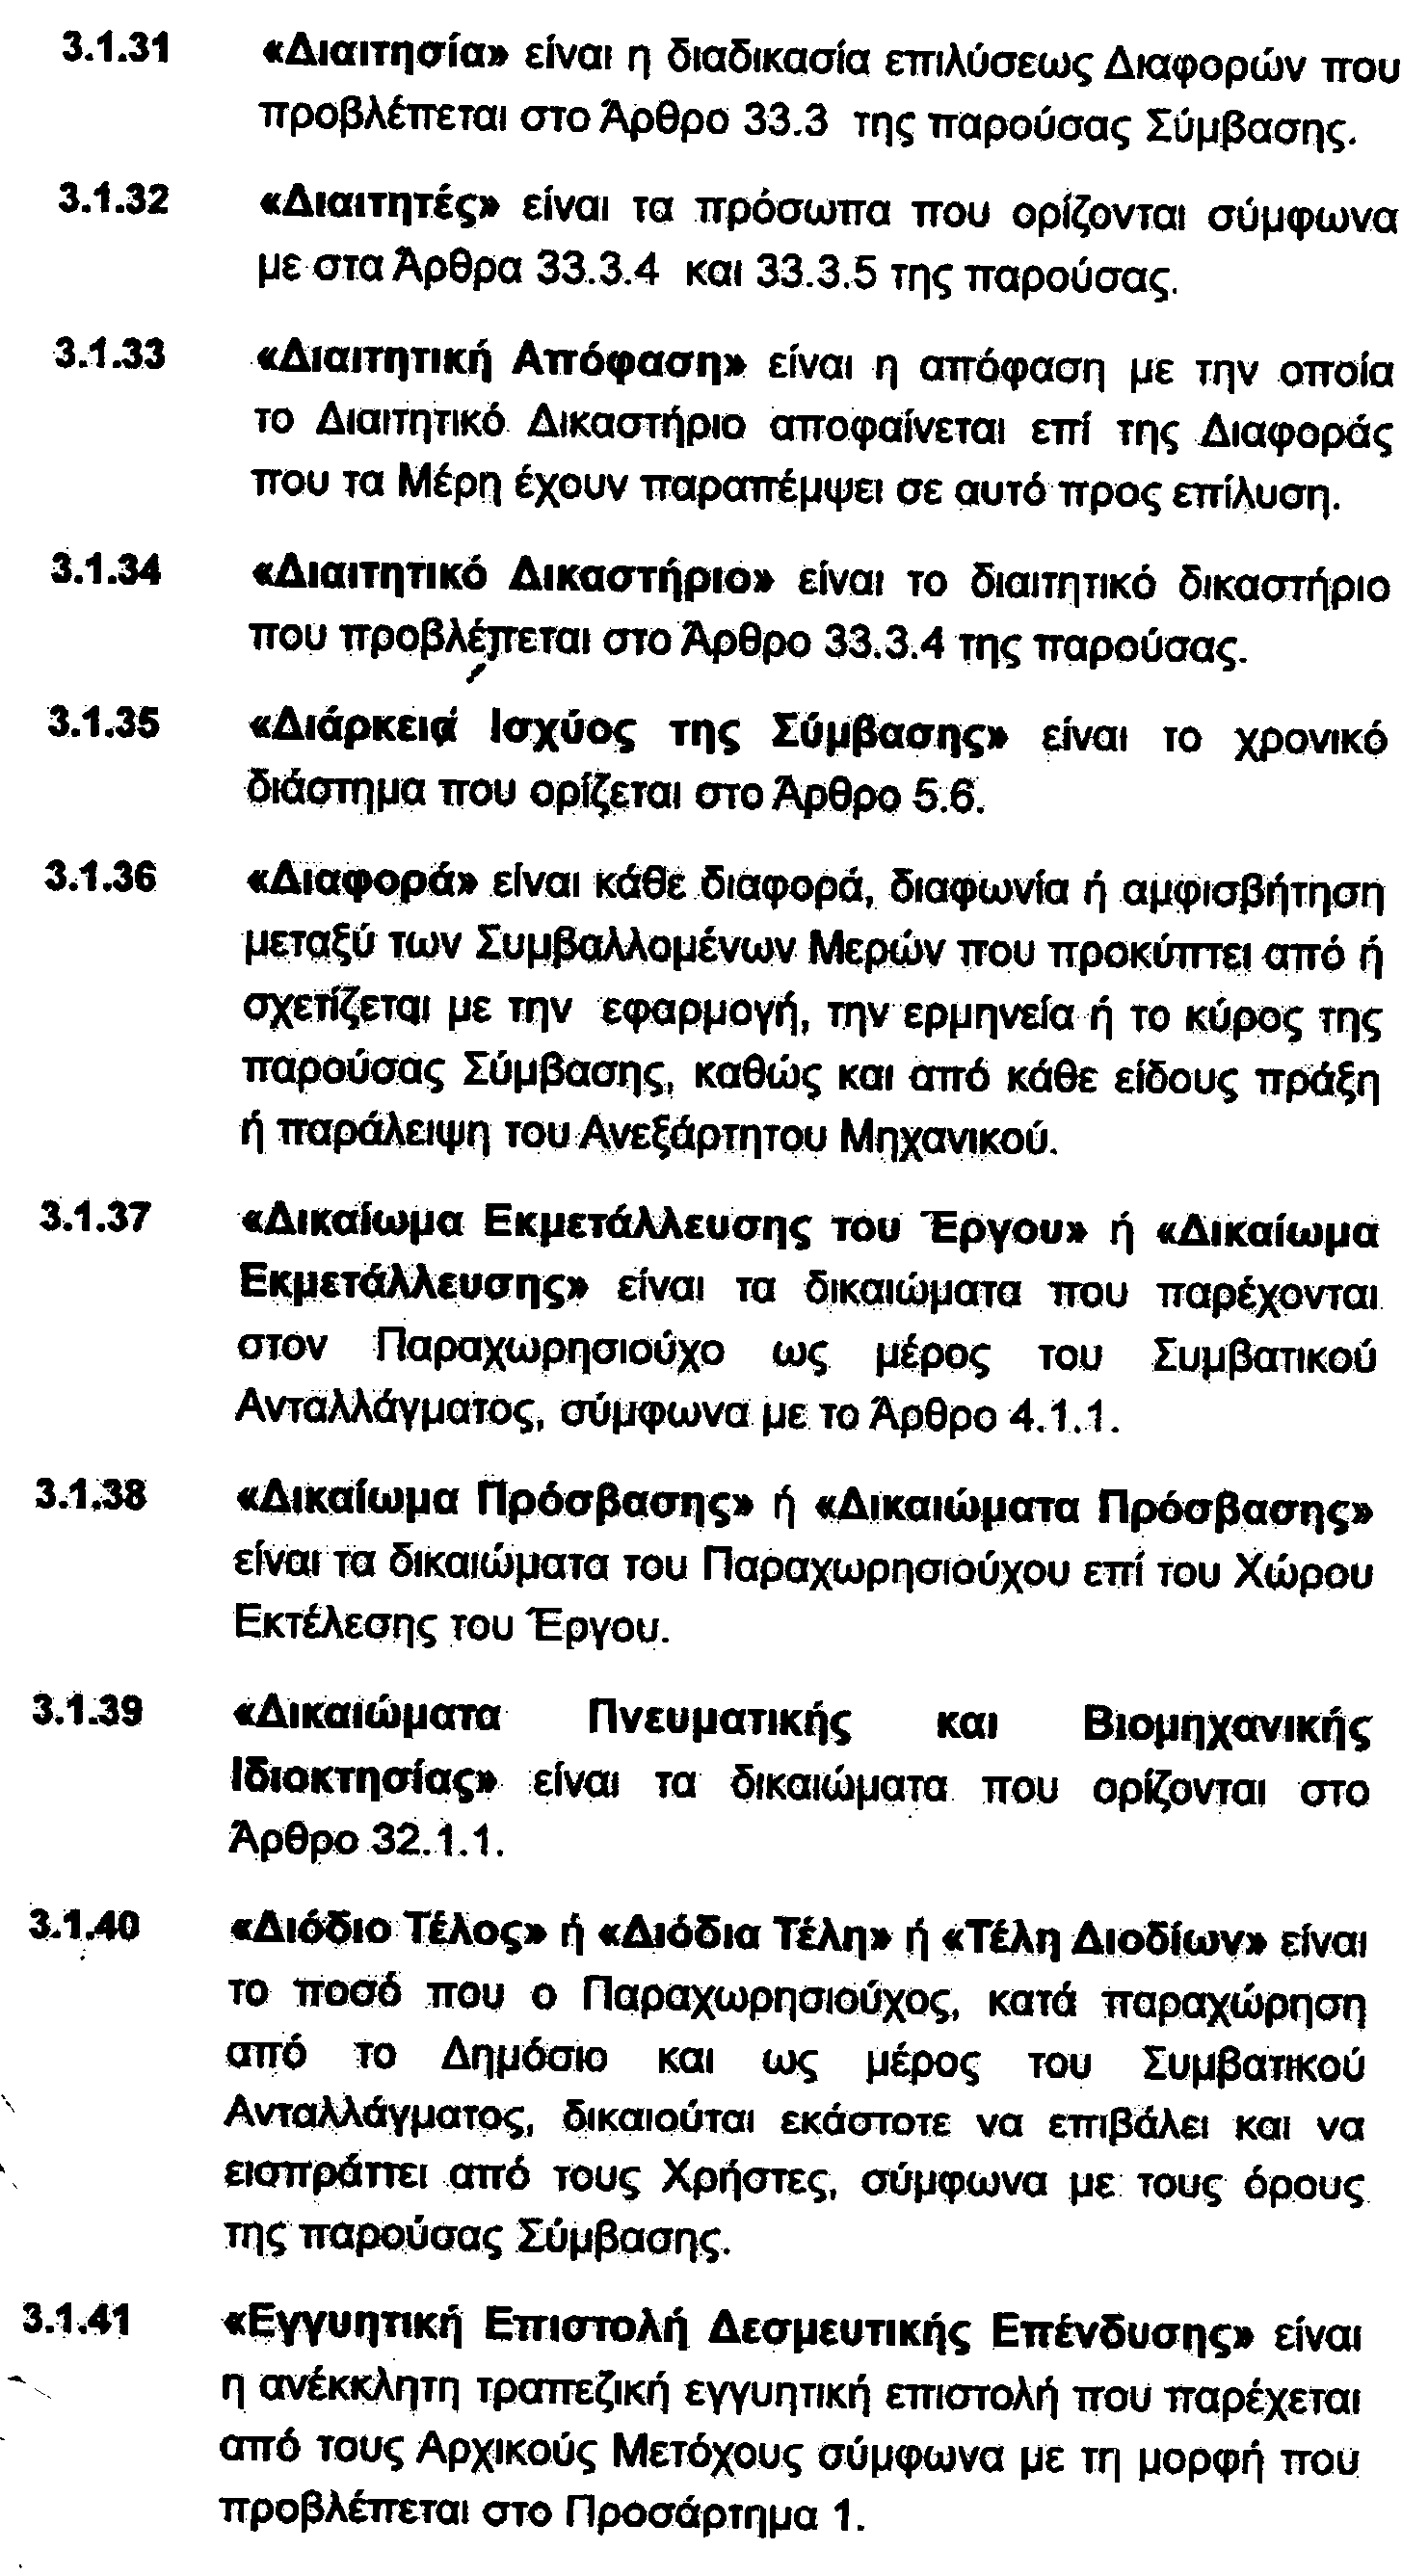 3.1.31 «Διαιτησία» είναι η διαδικασία επιλύσεως Διαφορών που
προβλέπεται στο Άρθρο 33.3 της παρούσας Σύμβασης.
3.1.32 «Διαιτητές» είναι τα πρόσωπα που ορίζονται σύμφωνα
με στα Άρθρα 33.3.4 και 33.3.5 της παρούσας.
3.1.33 «Διαιτητική Απόφαση» είναι η απόφαση με την οποία
το Διαιτητικό Δικαστήριο αποφαίνεται επί της Διαφοράς
που τα Μέρη έχουν παραπέμψει σε αυτό προς επίλυση.
3.1.34 «Διαιτητικό Δικαστήριο» είναι το διαιτητικό δικαστήριο
που προβλέπεται στο Άρθρο 33.3.4 της παρούσας.
3.1.35 «Διάρκεια Ισχύος της Σύμβασης» είναι το χρονικό
διάστημα που ορίζεται στο Άρθρο 5.6.
3.1.36 «Διαφορά» είναι κάθε διαφορά, διαφωνία ή αμφισβήτηση
μεταξύ των Συμβαλλομένων Μερών που προκύπτει από ή
σχετίζεται με την εφαρμογή, την ερμηνεία ή το κύρος της
παρούσας Σύμβασης, καθώς και από κάθε είδους πράξη
ή παράλειψη του Ανεξάρτητου Μηχανικού.
3.1.37 «Δικαίωμα Εκμετάλλευσης του Έργου» ή «Δικαίωμα
Εκμετάλλευσης» είναι τα δικαιώματα που παρέχονται
στον Παραχωρησιούχο ως μέρος του Συμβατικού
Ανταλλάγματος, σύμφωνα με το Άρθρο 4.1.1.
3.1.38 «Δικαίωμα Πρόσβασης» ή «Δικαιώματα Πρόσβασης»
είναι τα δικαιώματα του Παραχωρησιούχου επί του Χώρου
Εκτέλεσης του Έργου.
3.1.39 «Δικαιώματα Πνευματικής και Βιομηχανικής
Ιδιοκτησίας» είναι τα δικαιώματα που ορίζονται στο
Άρθρο 32.1.1.
3.1.40 «Διόδιο Τέλος» ή «Διόδια Τέλη» ή «Τέλη Διοδίων» είναι
το ποσό που ο Παραχωρησιούχος, κατά παραχώρηση
από το Δημόσιο και ως μέρος του Συμβατικού
Ανταλλάγματος, δικαιούται εκάστοτε να επιβάλει και να
εισπράττει από τους Χρήστες, σύμφωνα με τους όρους
της παρούσας Σύμβασης.
3.1.41 «Εγγυητική Επιστολή Δεσμευτικής Επένδυσης» είναι
η ανέκκλητη τραπεζική εγγυητική επιστολή που παρέχεται
από τους Αρχικούς Μετόχους σύμφωνα με τη μορφή που
προβλέπεται στο Προσάρτημα 1.